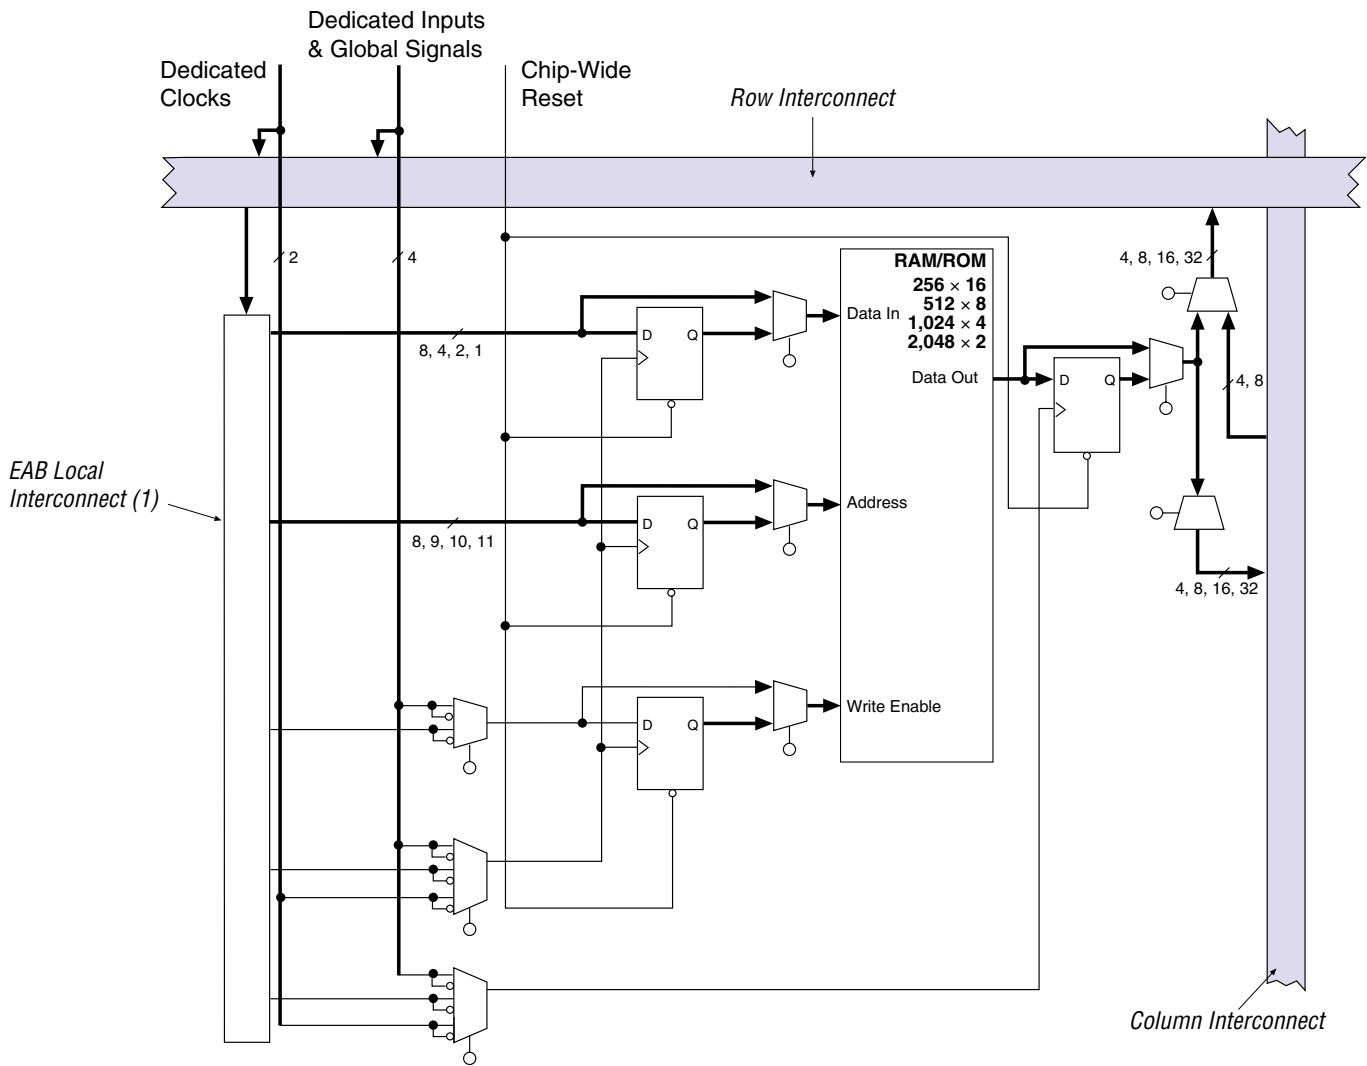 Dedicated Inputs
& Global Signals
Dedicated
Clocks
Chip-Wide
Reset
Row Interconnect
2
4
4, 8, 16, 32
RAM/ROM
256 × 16
512 × 8
1,024 × 4
2,048 × 2
Data In
D
Q
8, 4, 2, 1
Data Out
D
Q
4, 8
EAB Local
Interconnect (1)
Address
D
Q
8, 9, 10, 11
4, 8, 16, 32
Write Enable
D
Q
Column Interconnect